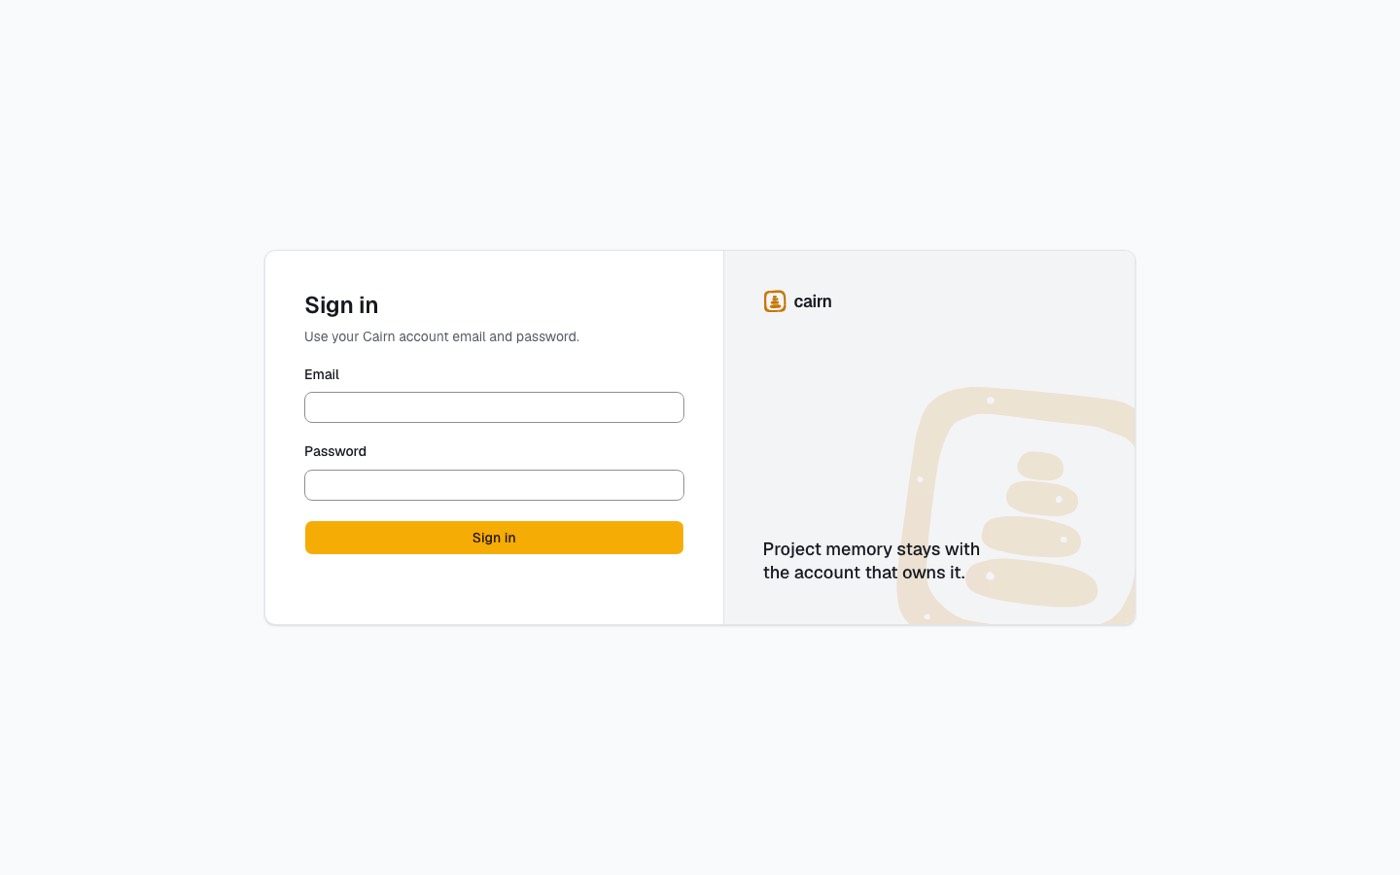 Sign in
Use your Cairn account email and password.
Email
Password
Sign in
cairn
Project memory stays with
the account that owns it.